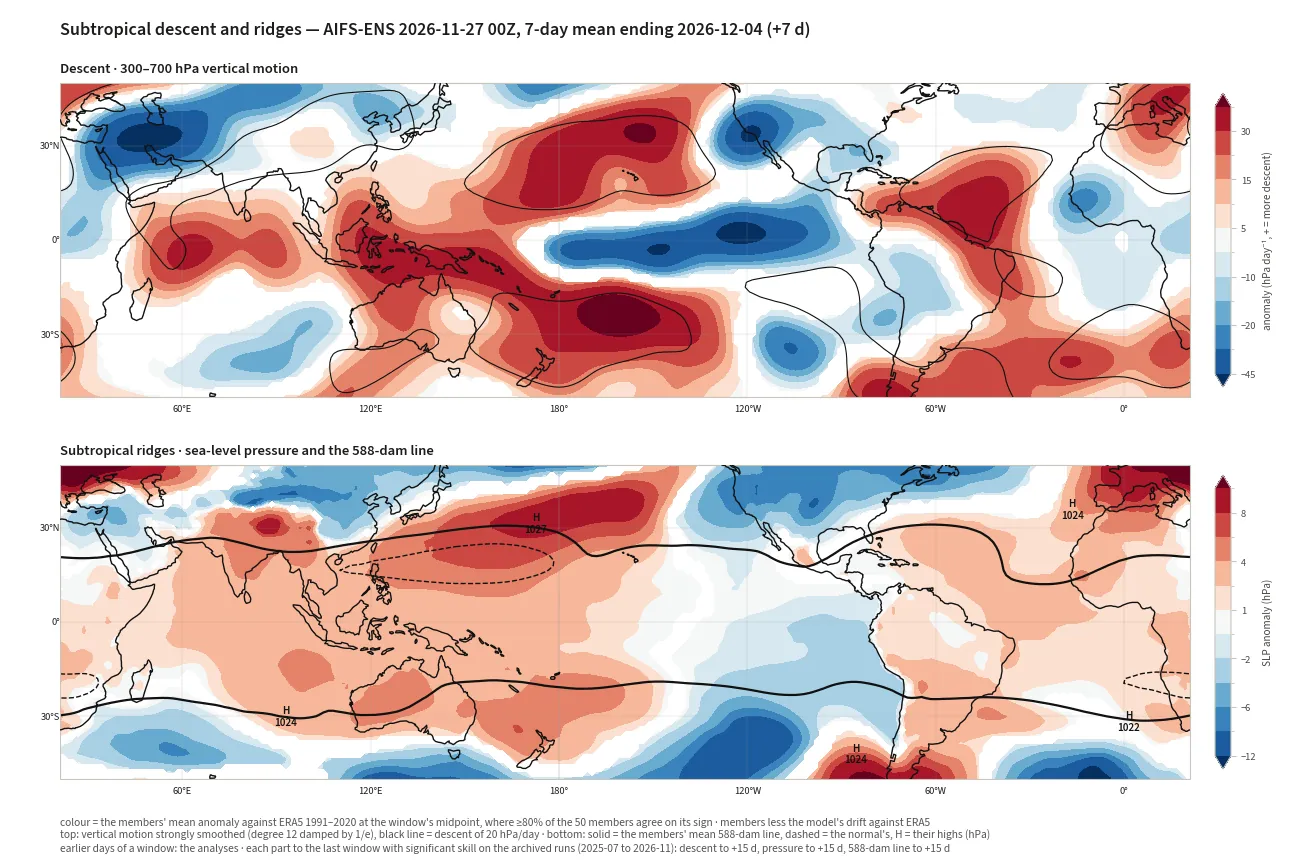 Subtropical descent and ridges — AIFS-ENS 2026-11-27 00Z, 7-day mean ending 2026-12-04 (+7 d)
Descent · 300–700 hPa vertical motion
30°N
0°
30°S
60°E
120°E
180°
120°W
60°W
0°
30
15
5
−10
−20
−45
anomaly (hPa day⁻¹, + = more descent)
Subtropical ridges · sea-level pressure and the 588-dam line
H
1027
H
1024
H
1024
H
1024
H
1022
30°N
0°
30°S
60°E
120°E
180°
120°W
60°W
0°
8
4
1
−2
−6
−12
SLP anomaly (hPa)
colour = the members' mean anomaly against ERA5 1991–2020 at the window's midpoint, where ≥80% of the 50 members agree on its sign · members less the model's drift against ERA5
top: vertical motion strongly smoothed (degree 12 damped by 1/e), black line = descent of 20 hPa/day · bottom: solid = the members' mean 588-dam line, dashed = the normal's, H = their highs (hPa)
earlier days of a window: the analyses · each part to the last window with significant skill on the archived runs (2025-07 to 2026-11): descent to +15 d, pressure to +15 d, 588-dam line to +15 d